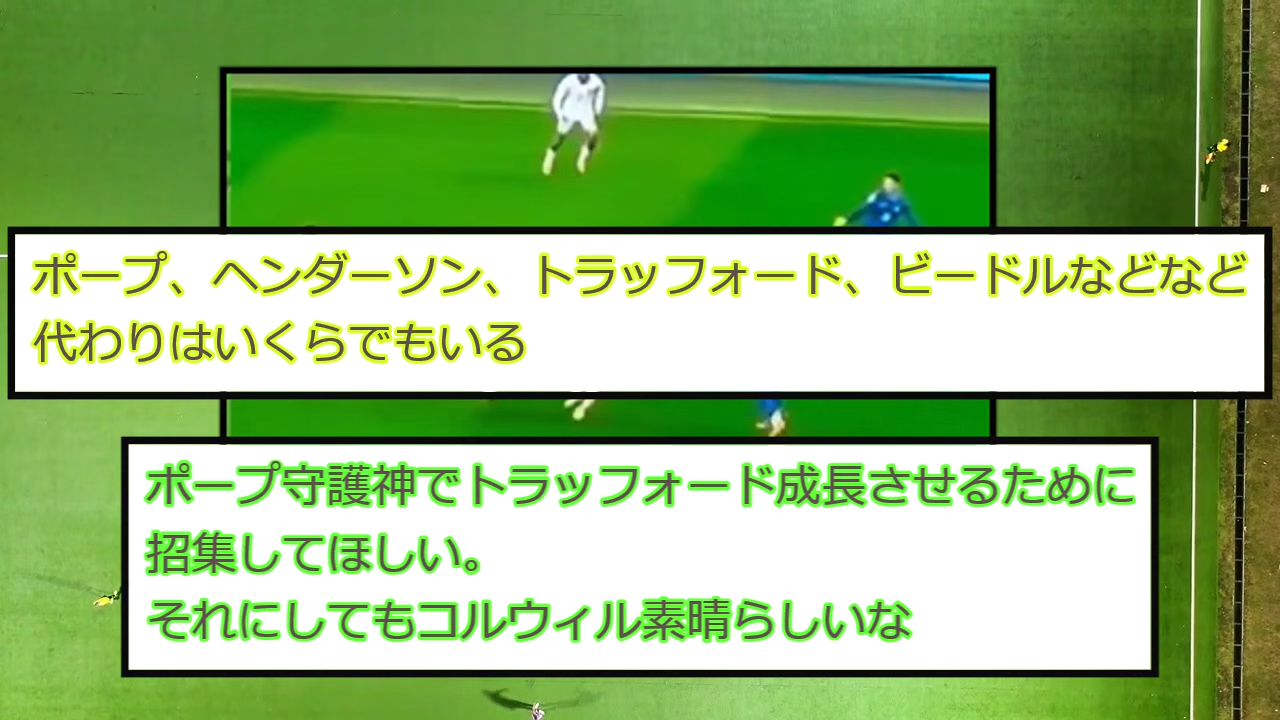 ポープ、ヘンダーソン、トラッフォード、ビードルなどなど
代わりはいくらでもいる
ポープ守護神でトラッフォード成長させるために
招集してほしい。
それにしてもコルウィル素晴らしいな